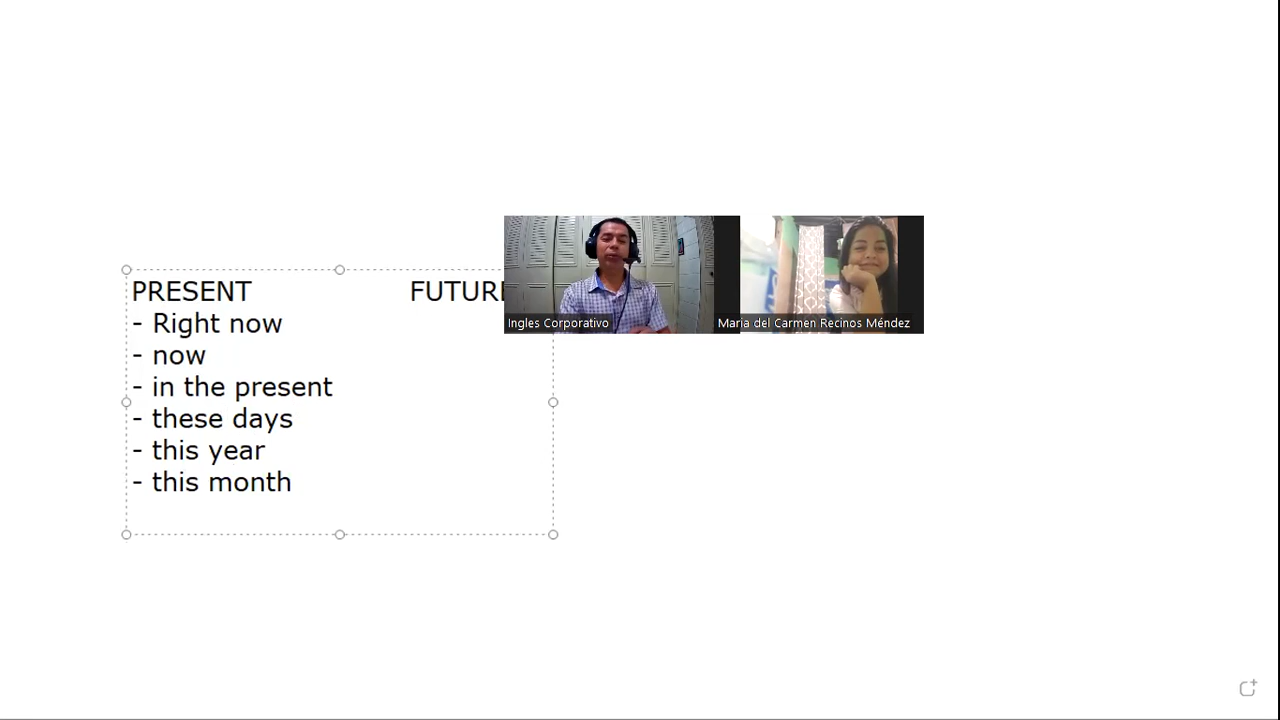 PRESENT FUTURE
- Right now
- now
- in the present
- these days
- this year
- this month
Ingles Corporativo
Maria del Carmen Recinos Méndez